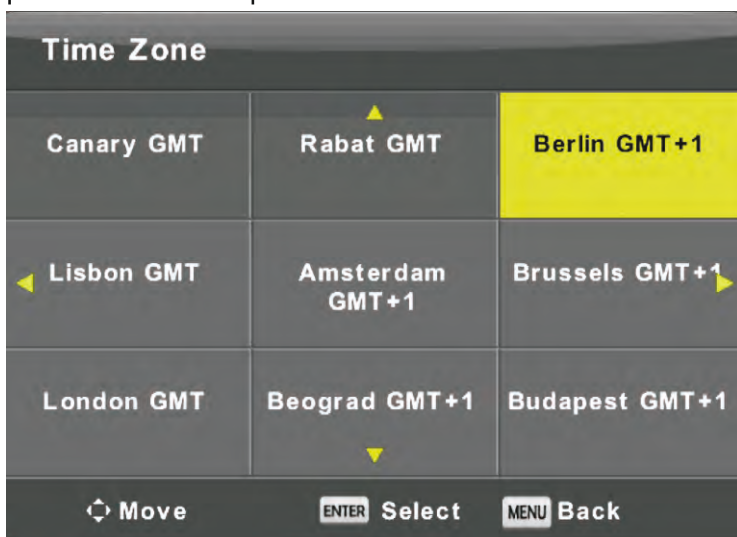 Time Zone
Canary GMT
Rabat GMT
Berlin GMT+1
Lisbon GMT
Amsterdam
GMT+1
Brussels GMT+1
London GMT
Beograd GMT+1
Budapest GMT+1
Move
ENTER Select
MENU Back